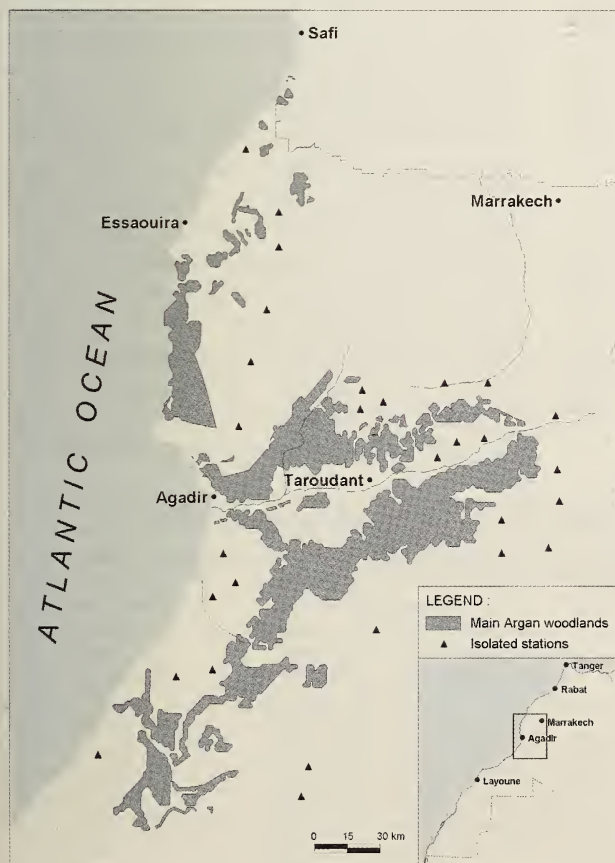 Safi
Marrakech
Essaouira
ATLANTIC OCEAN
Taroudant
Agadir
LEGEND :
Main Argan woodlands
Isolated stations
Tanger
Rabat
Marrakech
Agadir
Layoune
0 15 30 km